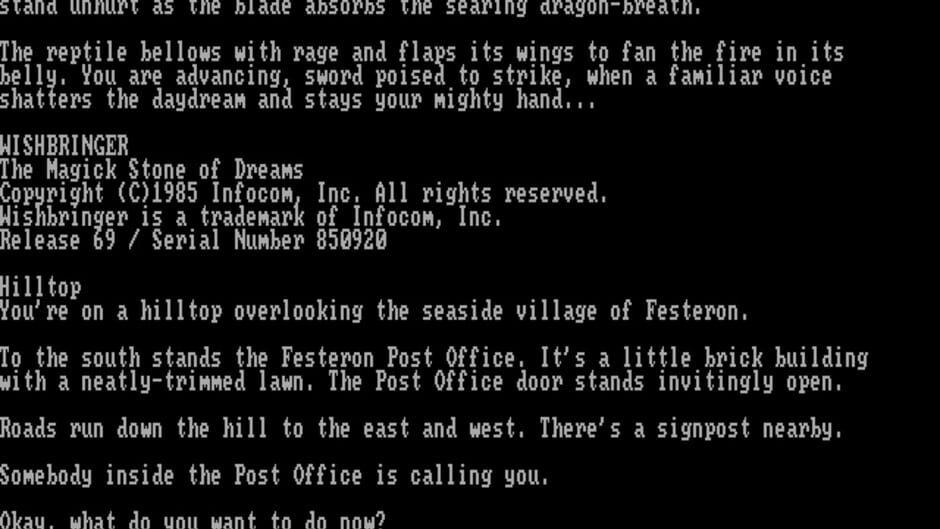 stand unhurt as the blade absorbs the searing dragon-breath.
The reptile bellows with rage and flaps its wings to fan the fire in its
belly. You are advancing, sword poised to strike, when a familiar voice
shatters the daydream and stays your mighty hand...
WISHBRINGER
The Magick Stone of Dreams
Copyright (C)1985 Infocom, Inc. All rights reserved.
Wishbringer is a trademark of Infocom, Inc.
Release 69 / Serial Number 850920
Hilltop
You're on a hilltop overlooking the seaside village of Festeron.
To the south stands the Festeron Post Office. It's a little brick building
with a neatly-trimmed lawn. The Post Office door stands invitingly open.
Roads run down the hill to the east and west. There's a signpost nearby.
Somebody inside the Post Office is calling you.
Okay, what do you want to do now?